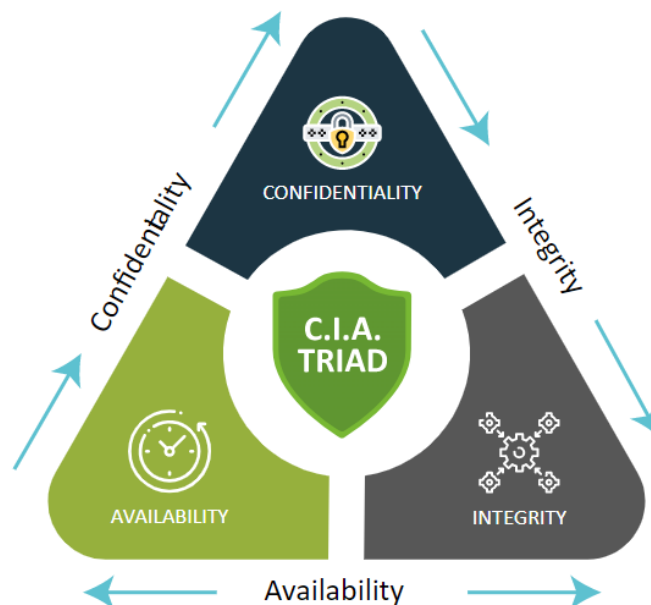 CONFIDENTIALITY
Confidentality
Integrity
C.I.A.
TRIAD
AVAILABILITY
INTEGRITY
Availability